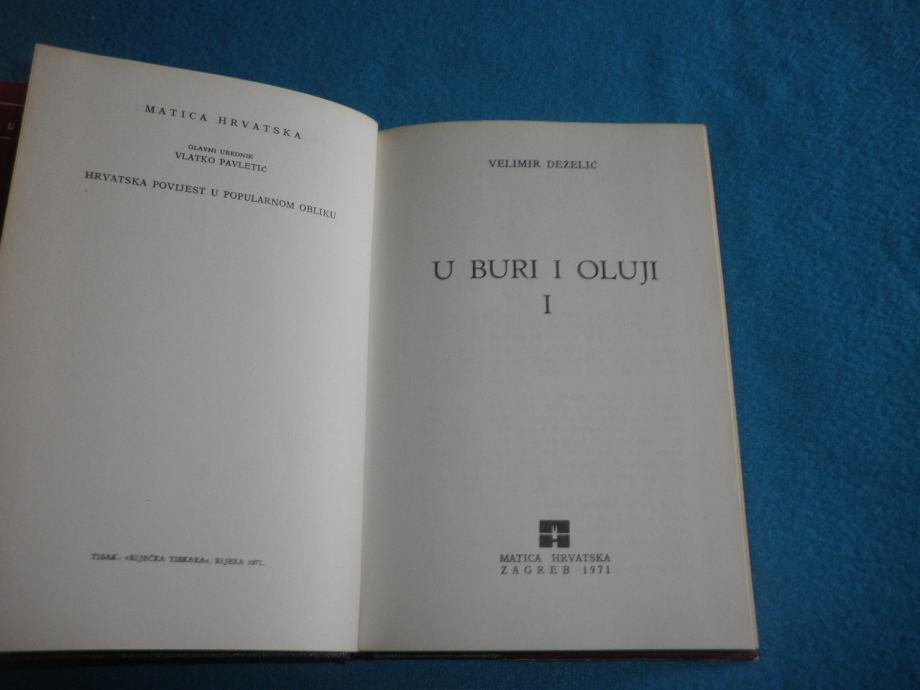 MATICA HRVATSKA
GLAVNI UREDNIK
VLATKO PAVLETIĆ
HRVATSKA POVIJEST U POPULARNOM OBLIKU
TISAK: «RIJEČKA TISKARA», RIJEKA 1971.
VELIMIR DEŽELIĆ
U BURI I OLUJI
I
MATICA HRVATSKA
ZAGREB 1971